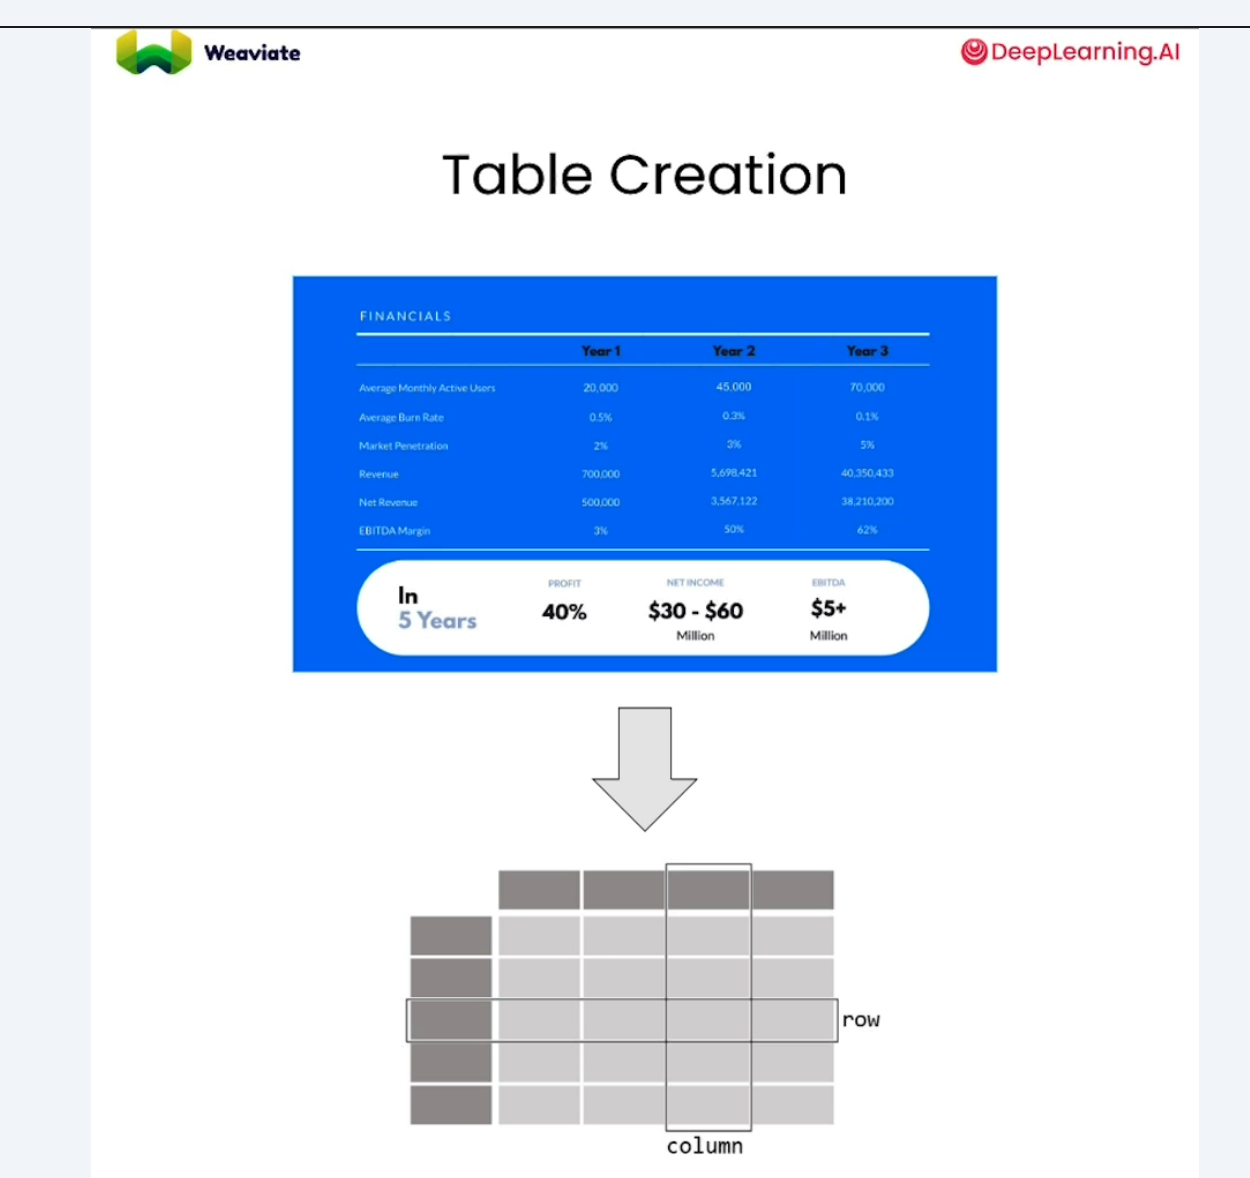 Weaviate
DeepLearning.AI
Table Creation
FINANCIALS
Year 1 Year 2 Year 3
Average Monthly Active Users 20,000 45,000 70,000
Average Burn Rate 0.5% 0.3% 0.1%
Market Penetration 2% 3% 5%
Revenue 700,000 5,698,421 40,350,433
Net Revenue 500,000 3,567,122 38,210,200
EBITDA Margin 3% 50% 62%
In
5 Years
PROFIT
40%
NET INCOME
$30 - $60
Million
EBITDA
$5+
Million
row
column